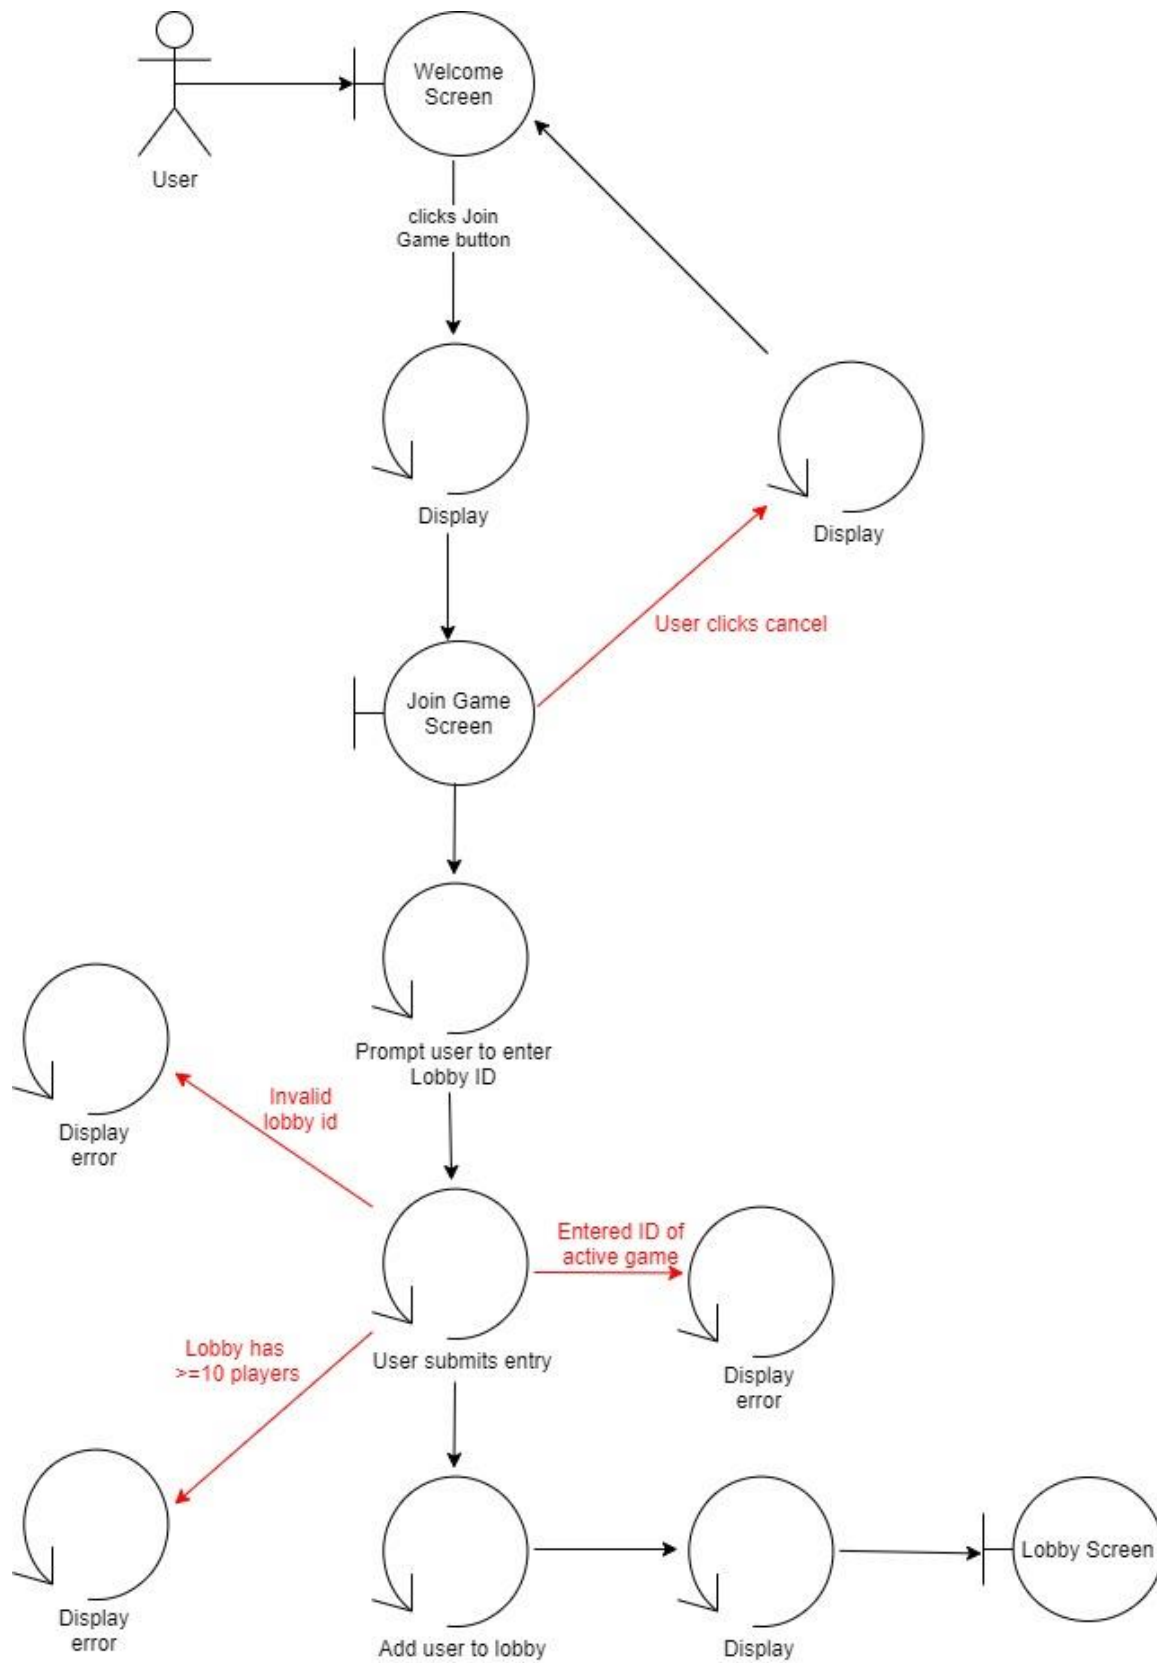 Welcome
Screen
User
clicks Join
Game button
Display
Display
User clicks cancel
Join Game
Screen
Prompt user to enter
Lobby ID
Invalid
lobby id
Display
error
Entered ID of
active game
Lobby has
>=10 players
User submits entry
Display
error
Lobby Screen
Display
error
Add user to lobby
Display